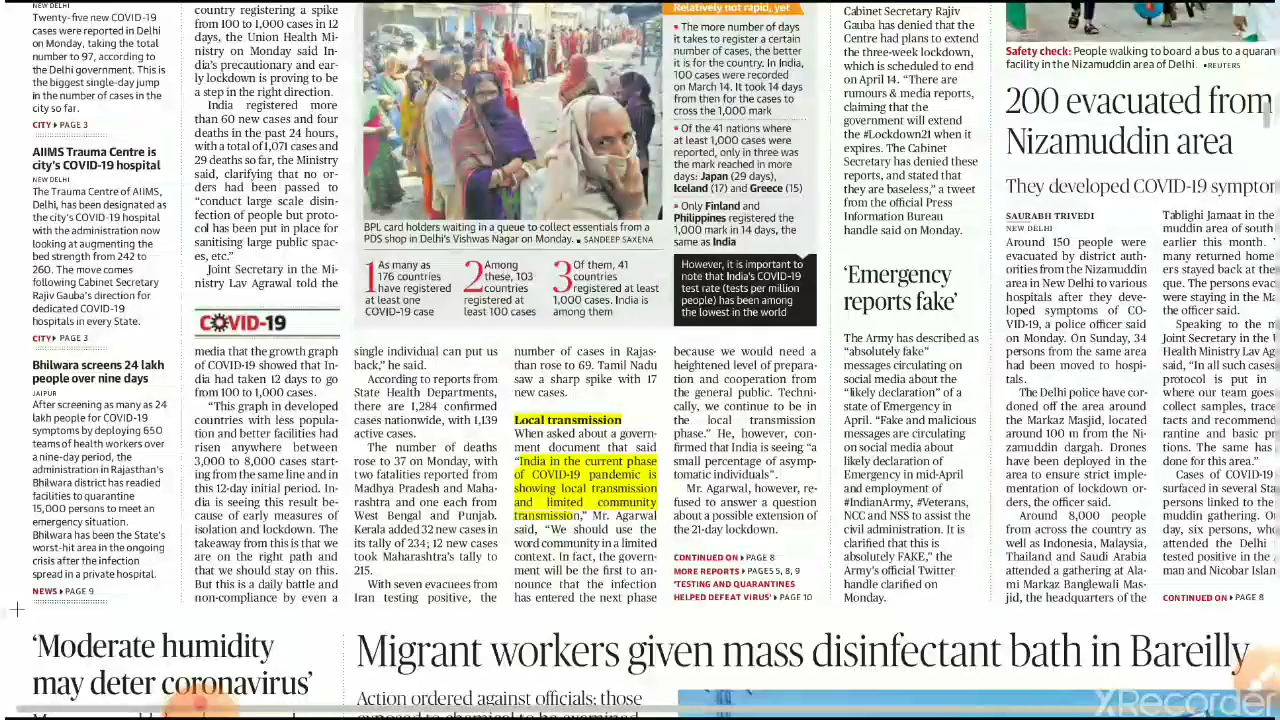 NEW DELHI
Twenty-five new COVID-19
cases were reported in Delhi
on Monday, taking the total
number to 97, according to
the Delhi government. This is
the biggest single-day jump
in the number of cases in the
city so far.
CITY ▸ PAGE 3
AIIMS Trauma Centre is
city's COVID-19 hospital
NEW DELHI
The Trauma Centre of AIIMS,
Delhi, has been designated as
the city's COVID-19 hospital
with the administration now
looking at augmenting the
bed strength from 242 to
260. The move comes
following Cabinet Secretary
Rajiv Gauba's direction for
dedicated COVID-19
hospitals in every State.
CITY ▸ PAGE 3
Bhilwara screens 24 lakh
people over nine days
JAIPUR
After screening as many as 24
lakh people for COVID-19
symptoms by deploying 650
teams of health workers over
a nine-day period, the
administration in Rajasthan's
Bhilwara district has readied
facilities to quarantine
15,000 persons to meet an
emergency situation.
Bhilwara has been the State's
worst-hit area in the ongoing
crisis after the infection
spread in a private hospital.
NEWS ▸ PAGE 9
country registering a spike
from 100 to 1,000 cases in 12
days, the Union Health Mi-
nistry on Monday said In-
dia's precautionary and ear-
ly lockdown is proving to be
a step in the right direction.
India registered more
than 60 new cases and four
deaths in the past 24 hours,
with a total of 1,071 cases and
29 deaths so far, the Ministry
said, clarifying that no or-
ders had been passed to
"conduct large scale disin-
fection of people but proto-
col has been put in place for
sanitising large public spac-
es, etc."
Joint Secretary in the Mi-
nistry Lav Agrawal told the
COVID-19
media that the growth graph
of COVID-19 showed that In-
dia had taken 12 days to go
from 100 to 1,000 cases.
"This graph in developed
countries with less popula-
tion and better facilities had
risen anywhere between
3,000 to 8,000 cases start-
ing from the same line and in
this 12-day initial period. In-
dia is seeing this result be-
cause of early measures of
isolation and lockdown. The
takeaway from this is that we
are on the right path and
that we should stay on this.
But this is a daily battle and
non-compliance by even a
BPL card holders waiting in a queue to collect essentials from a
PDS shop in Delhi's Vishwas Nagar on Monday. ▪ SANDEEP SAXENA
1 As many as
176 countries
have registered
at least one
COVID-19 case
2 Among
these, 103
countries
registered at
least 100 cases
3 Of them, 41
countries
registered at least
1,000 cases. India is
among them
Relatively not rapid, yet
▪ The more number of days
it takes to register a certain
number of cases, the better
it is for the country. In India,
100 cases were recorded
on March 14. It took 14 days
from then for the cases to
cross the 1,000 mark
▪ Of the 41 nations where
at least 1,000 cases were
reported, only in three was
the mark reached in more
days: Japan (29 days),
Iceland (17) and Greece (15)
▪ Only Finland and
Philippines registered the
1,000 mark in 14 days, the
same as India
However, it is important to
note that India's COVID-19
test rate (tests per million
people) has been among
the lowest in the world
single individual can put us
back," he said.
According to reports from
State Health Departments,
there are 1,284 confirmed
cases nationwide, with 1,139
active cases.
The number of deaths
rose to 37 on Monday, with
two fatalities reported from
Madhya Pradesh and Maha-
rashtra and one each from
West Bengal and Punjab.
Kerala added 32 new cases in
its tally of 234; 12 new cases
took Maharashtra's tally to
215.
With seven evacuees from
Iran testing positive, the
number of cases in Rajas-
than rose to 69. Tamil Nadu
saw a sharp spike with 17
new cases.
Local transmission
When asked about a govern-
ment document that said
"India in the current phase
of COVID-19 pandemic is
showing local transmission
and limited community
transmission," Mr. Agarwal
said, "We should use the
word community in a limited
context. In fact, the govern-
ment will be the first to an-
nounce that the infection
has entered the next phase
because we would need a
heightened level of prepara-
tion and cooperation from
the general public. Techni-
cally, we continue to be in
the local transmission
phase." He, however, con-
firmed that India is seeing "a
small percentage of asymp-
tomatic individuals".
Mr. Agarwal, however, re-
fused to answer a question
about a possible extension of
the 21-day lockdown.
CONTINUED ON ▸ PAGE 8
MORE REPORTS ▸ PAGES 5, 8, 9
'TESTING AND QUARANTINES
HELPED DEFEAT VIRUS' ▸ PAGE 10
Cabinet Secretary Rajiv
Gauba has denied that the
Centre had plans to extend
the three-week lockdown,
which is scheduled to end
on April 14. "There are
rumours & media reports,
claiming that the
government will extend
the #Lockdown21 when it
expires. The Cabinet
Secretary has denied these
reports, and stated that
they are baseless," a tweet
from the official Press
Information Bureau
handle said on Monday.
'Emergency
reports fake'
The Army has described as
"absolutely fake"
messages circulating on
social media about the
"likely declaration" of a
state of Emergency in
April. "Fake and malicious
messages are circulating
on social media about
likely declaration of
Emergency in mid-April
and employment of
#IndianArmy, #Veterans,
NCC and NSS to assist the
civil administration. It is
clarified that this is
absolutely FAKE," the
Army's official Twitter
handle clarified on
Monday.
Safety check: People walking to board a bus to a quaran
facility in the Nizamuddin area of Delhi. ▪ REUTERS
200 evacuated from
Nizamuddin area
They developed COVID-19 symptor
SAURABH TRIVEDI
NEW DELHI
Around 150 people were
evacuated by district auth-
orities from the Nizamuddin
area in New Delhi to various
hospitals after they deve-
loped symptoms of CO-
VID-19, a police officer said
on Monday. On Sunday, 34
persons from the same area
had been moved to hospi-
tals.
The Delhi police have cor-
doned off the area around
the Markaz Masjid, located
around 100 m from the Ni-
zamuddin dargah. Drones
have been deployed in the
area to ensure strict imple-
mentation of lockdown or-
ders, the officer said.
Around 8,000 people
from across the country as
well as Indonesia, Malaysia,
Thailand and Saudi Arabia
attended a gathering at Ala-
mi Markaz Banglewali Mas-
jid, the headquarters of the
Tablighi Jamaat in the
muddin area of south
earlier this month.
many returned home
ers stayed back at the
que. The persons evac
were staying in the Ma
the officer said.
Speaking to the m
Joint Secretary in the
Health Ministry Lav Ag
said, "In all such cases
protocol is put in
where our team goes
collect samples, trace
tacts and recommend
rantine and basic pr
tions. The same has
done for this area."
Cases of COVID-19
surfaced in several Sta
persons linked to the
muddin gathering. On
day, six persons, who
attended the Delhi
tested positive in the
man and Nicobar Islan
CONTINUED ON ▸ PAGE 8
'Moderate humidity
may deter coronavirus'
Migrant workers given mass disinfectant bath in Bareilly
Action ordered against officials; those
exposed to chemical to be examined
XRecorder